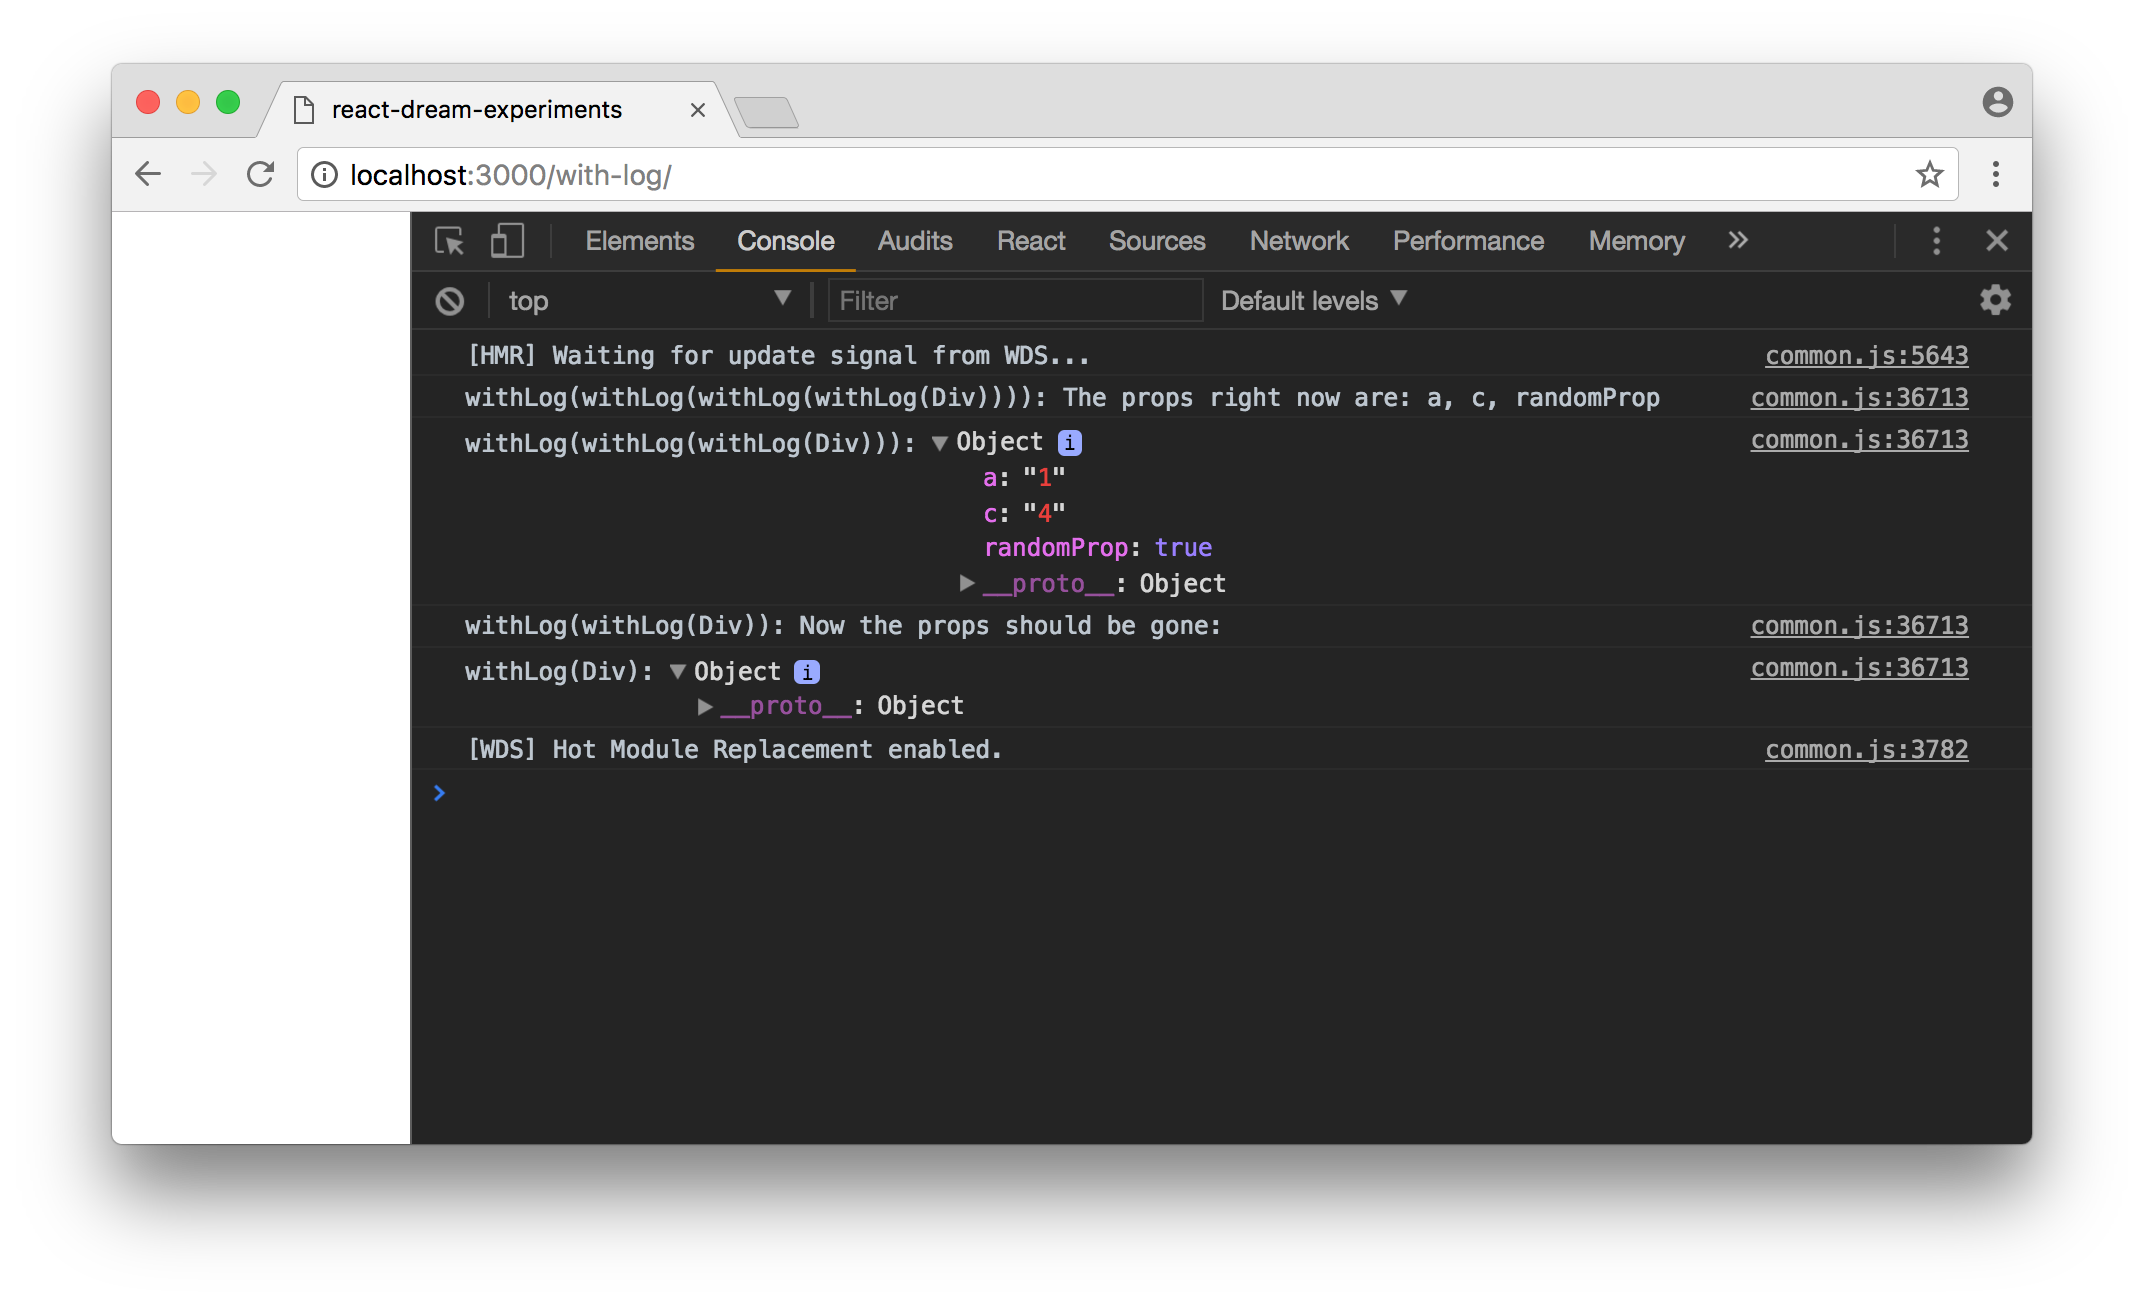 react-dream-experiments
localhost:3000/with-log/
Elements Console Audits React Sources Network Performance Memory »
top Filter Default levels
[HMR] Waiting for update signal from WDS... common.js:5643
withLog(withLog(withLog(withLog(Div)))): The props right now are: a, c, randomProp common.js:36713
withLog(withLog(withLog(Div))): Object i common.js:36713
a: "1"
c: "4"
randomProp: true
__proto__: Object
withLog(withLog(Div)): Now the props should be gone: common.js:36713
withLog(Div): Object i common.js:36713
__proto__: Object
[WDS] Hot Module Replacement enabled. common.js:3782